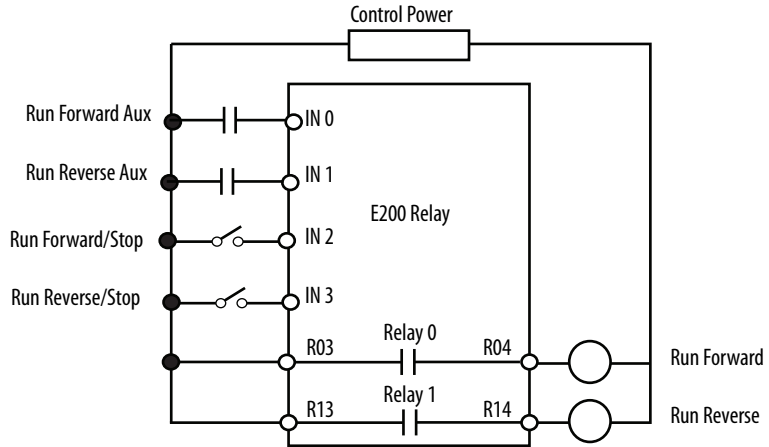 Control Power
Run Forward Aux
IN 0
Run Reverse Aux
IN 1
E200 Relay
Run Forward/Stop
IN 2
Run Reverse/Stop
IN 3
R03
Relay 0
R04
Run Forward
R13
Relay 1
R14
Run Reverse